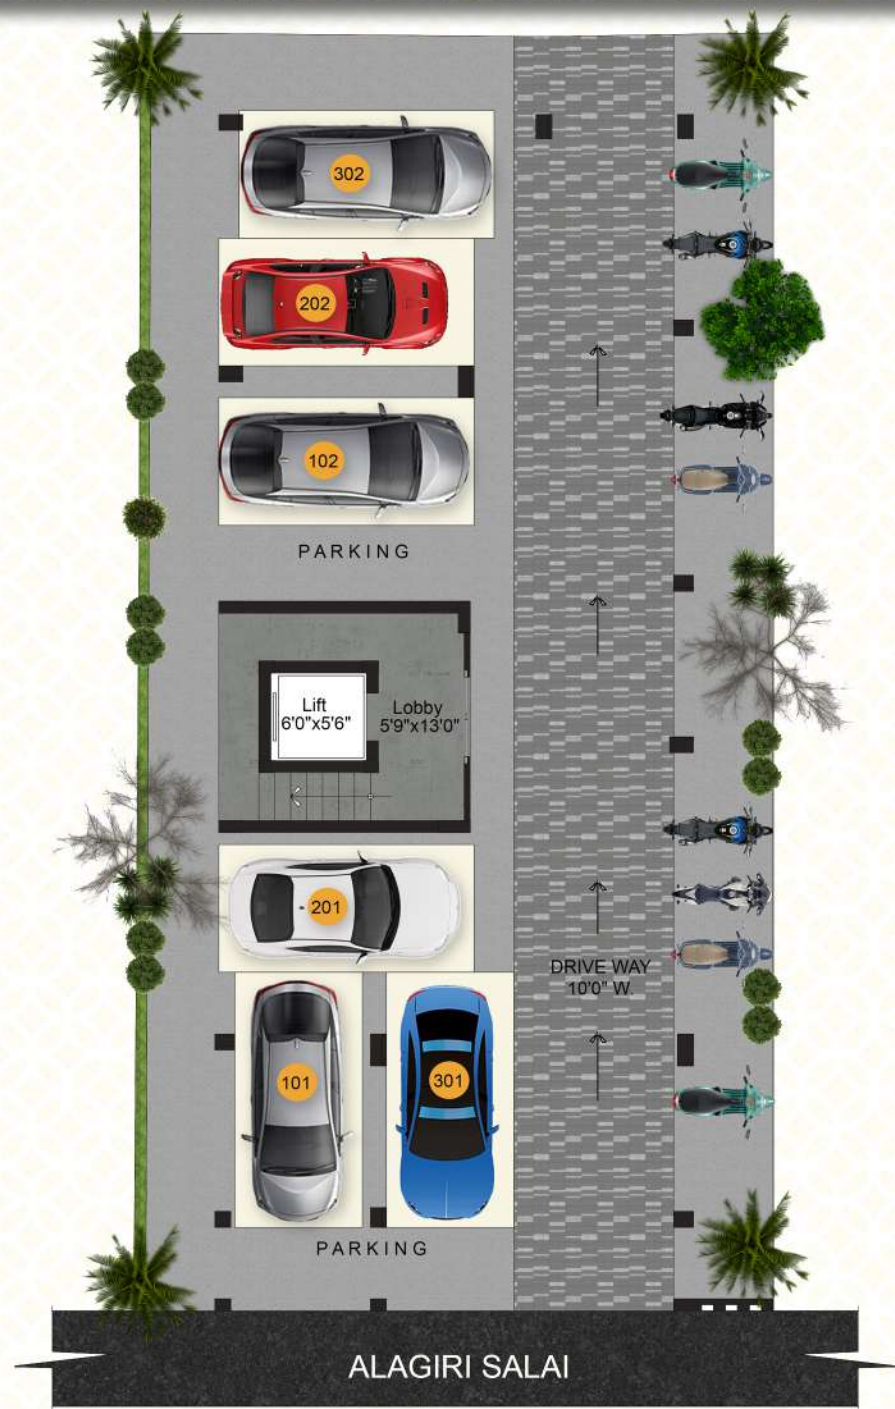 302
202
102
PARKING
Lift
6'0"x5'6"
Lobby
5'9"x13'0"
201
DRIVE WAY
10'0" W.
101
301
PARKING
ALAGIRI SALAI